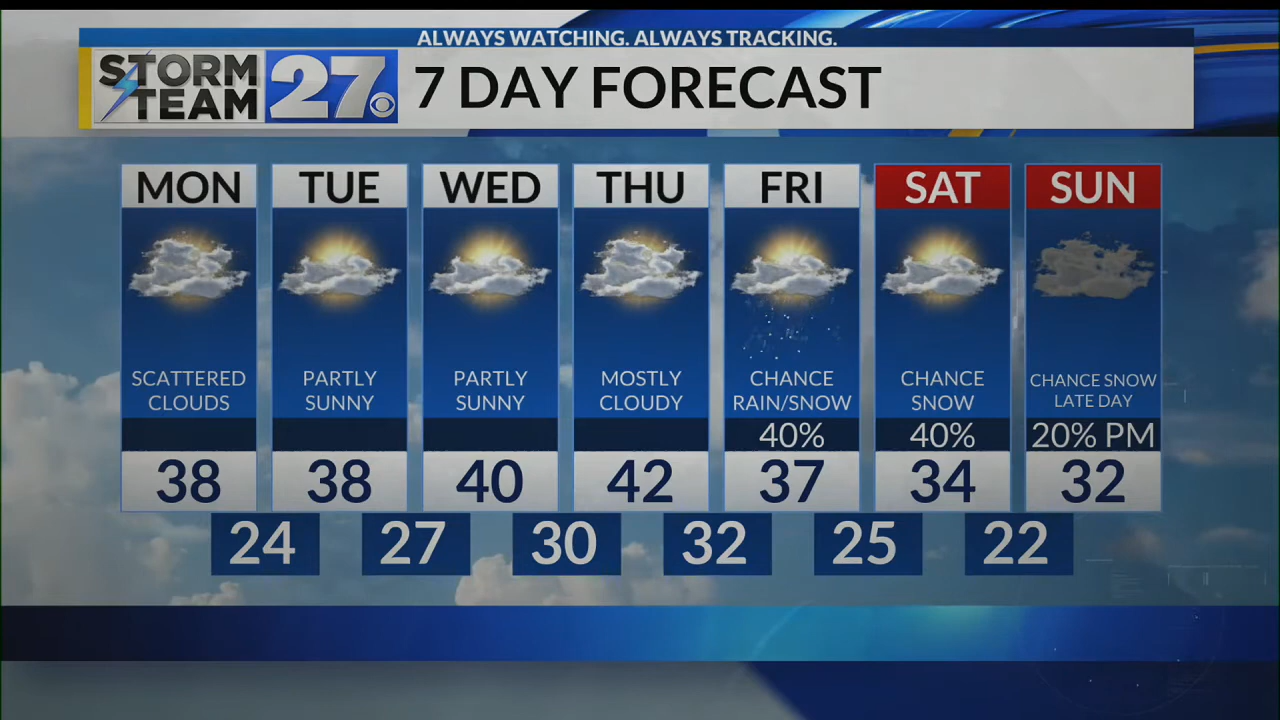 ALWAYS WATCHING. ALWAYS TRACKING.
STORM
TEAM
27
7 DAY FORECAST
MON
TUE
WED
THU
FRI
SAT
SUN
SCATTERED
CLOUDS
PARTLY
SUNNY
PARTLY
SUNNY
MOSTLY
CLOUDY
CHANCE
RAIN/SNOW
CHANCE
SNOW
CHANCE SNOW
LATE DAY
40%
40%
20% PM
38
38
40
42
37
34
32
24
27
30
32
25
22